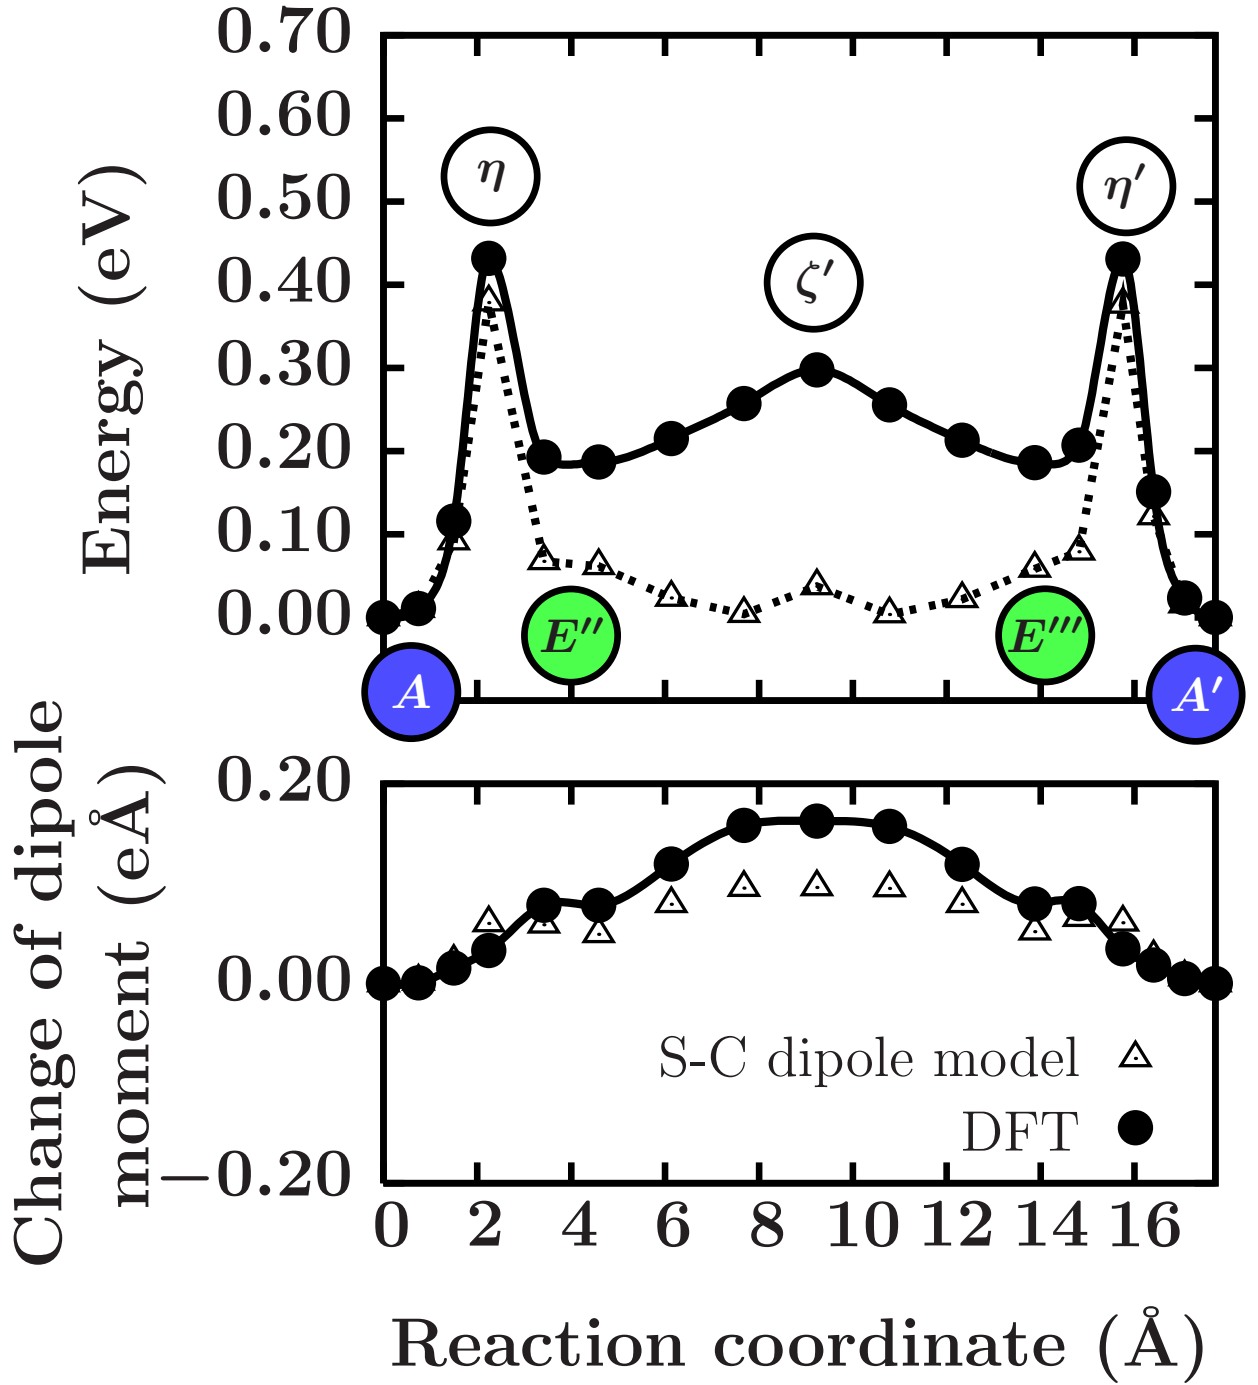 0.70
0.60
0.50
0.40
0.30
0.20
0.10
0.00
Energy (eV)
η
ζ′
η′
E′′
E′′′
A
A′
0.20
0.00
−0.20
Change of dipole
moment (eÅ)
S-C dipole model
DFT
0 2 4 6 8 10 12 14 16
Reaction coordinate (Å)